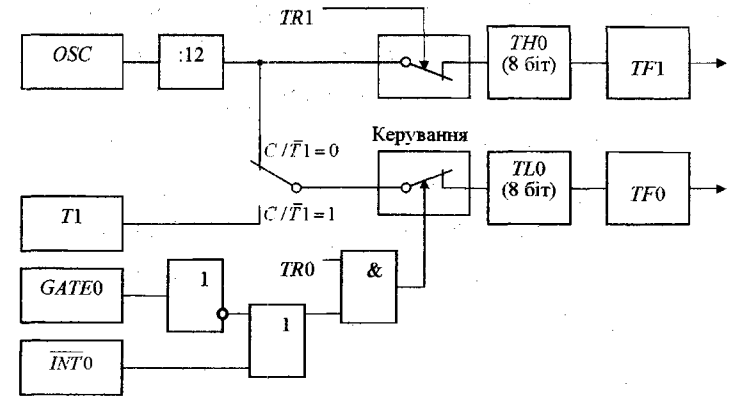 TR1
OSC
:12
TH0
(8 біт)
TF1
C/T̅1=0
Керування
TL0
(8 біт)
TF0
T1
C/T̅1=1
GATE0
1
TR0
&
1
I̅N̅T̅0